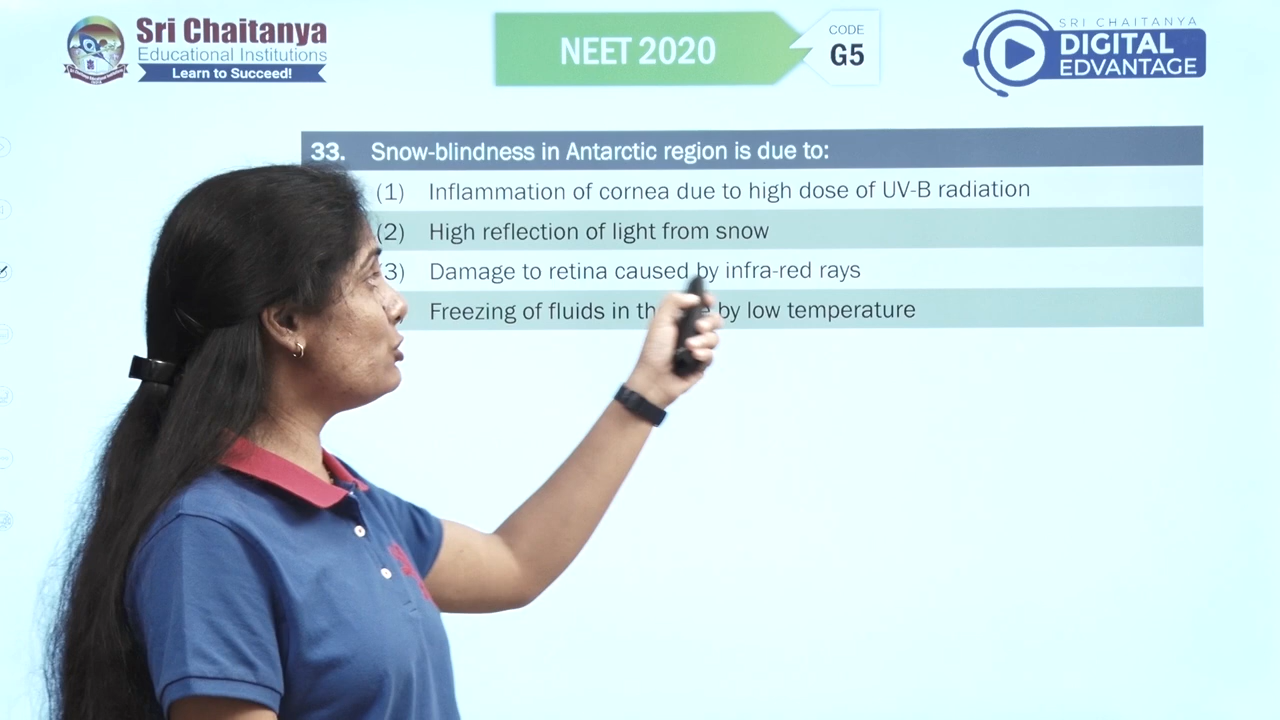 Sri Chaitanya
Educational Institutions
Learn to Succeed!
NEET 2020
CODE
G5
SRI CHAITANYA
DIGITAL
EDVANTAGE
33. Snow-blindness in Antarctic region is due to:
(1) Inflammation of cornea due to high dose of UV-B radiation
(2) High reflection of light from snow
3) Damage to retina caused by infra-red rays
Freezing of fluids in by low temperature